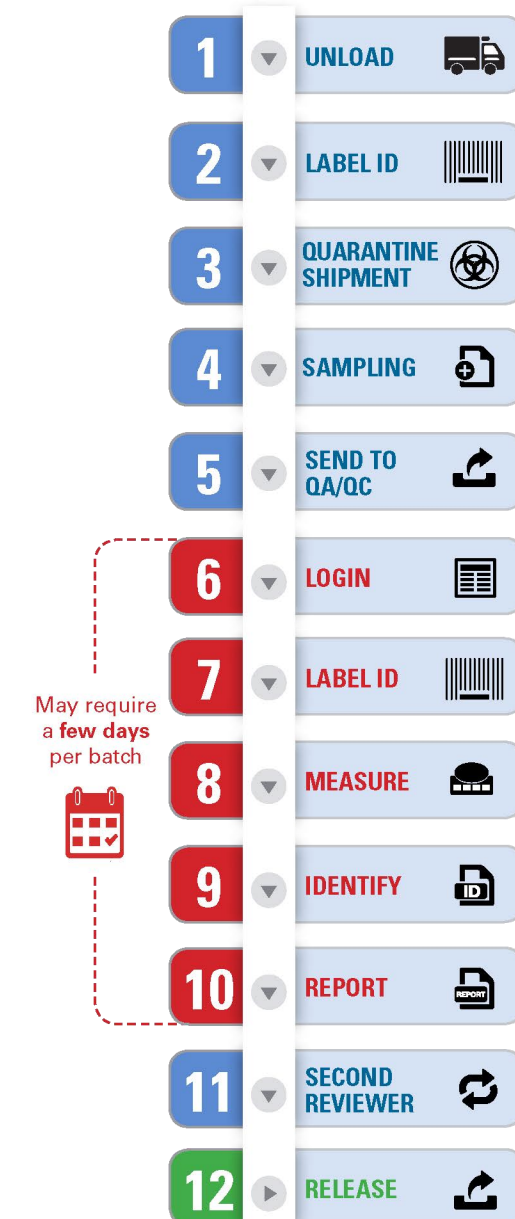 1
UNLOAD
2
LABEL ID
3
QUARANTINE
SHIPMENT
4
SAMPLING
5
SEND TO
QA/QC
6
LOGIN
7
LABEL ID
May require
a few days
per batch
8
MEASURE
9
IDENTIFY
ID
10
REPORT
REPORT
11
SECOND
REVIEWER
12
RELEASE